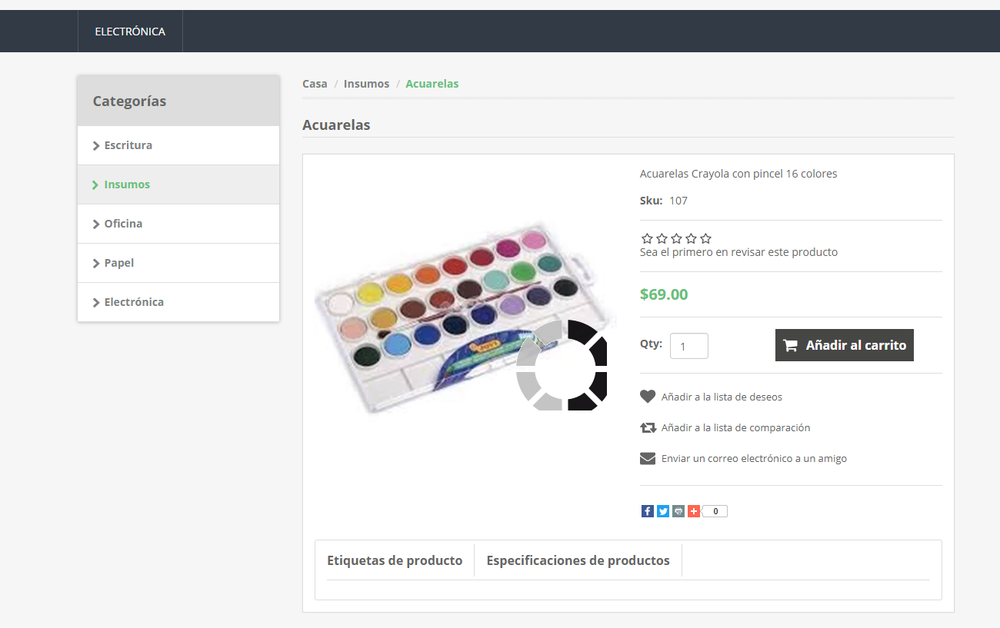 ELECTRÓNICA
Categorías
Escritura
Insumos
Oficina
Papel
Electrónica
Casa / Insumos / Acuarelas
Acuarelas
JOVI
Acuarelas Crayola con pincel 16 colores
Sku: 107
Sea el primero en revisar este producto
$69.00
Qty: 1
Añadir al carrito
Añadir a la lista de deseos
Añadir a la lista de comparación
Enviar un correo electrónico a un amigo
0
Etiquetas de producto
Especificaciones de productos